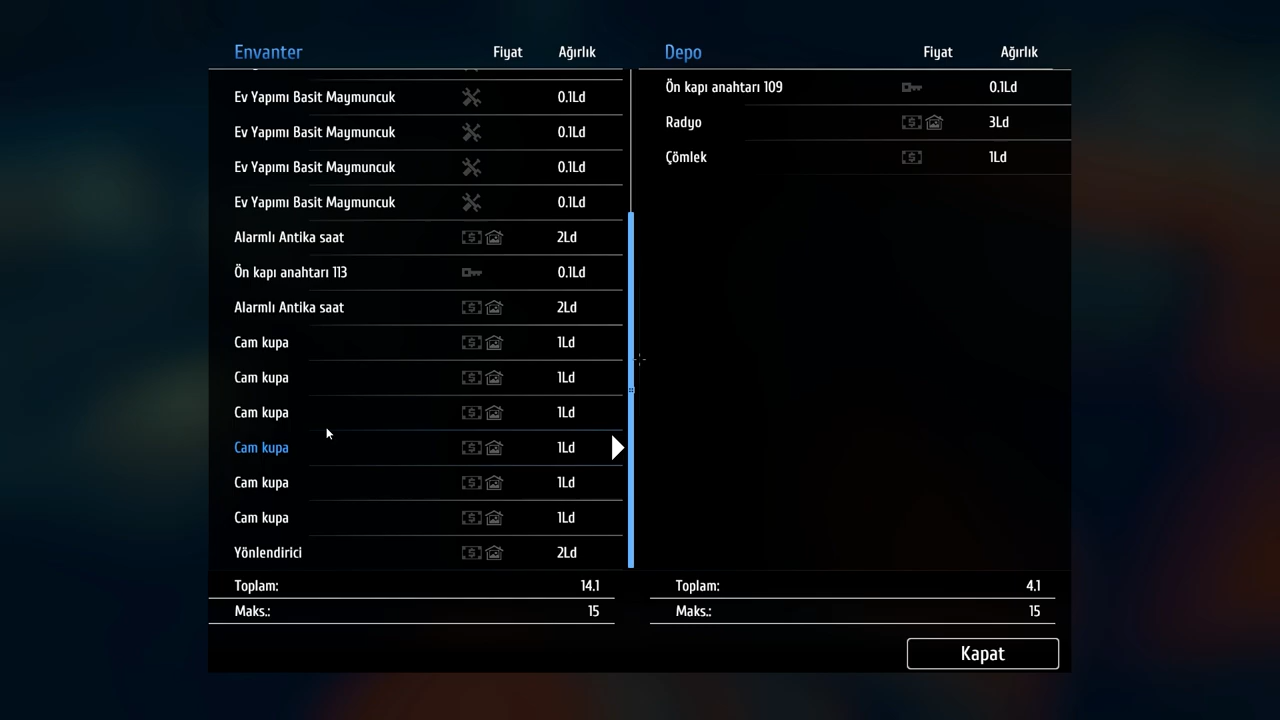 Envanter Fiyat Ağırlık
Ev Yapımı Basit Maymuncuk 0.1Ld
Ev Yapımı Basit Maymuncuk 0.1Ld
Ev Yapımı Basit Maymuncuk 0.1Ld
Ev Yapımı Basit Maymuncuk 0.1Ld
Alarmlı Antika saat 2Ld
Ön kapı anahtarı 113 0.1Ld
Alarmlı Antika saat 2Ld
Cam kupa 1Ld
Cam kupa 1Ld
Cam kupa 1Ld
Cam kupa 1Ld
Cam kupa 1Ld
Cam kupa 1Ld
Yönlendirici 2Ld
Toplam: 14.1
Maks.: 15
Depo Fiyat Ağırlık
Ön kapı anahtarı 109 0.1Ld
Radyo 3Ld
Çömlek 1Ld
Toplam: 4.1
Maks.: 15
Kapat